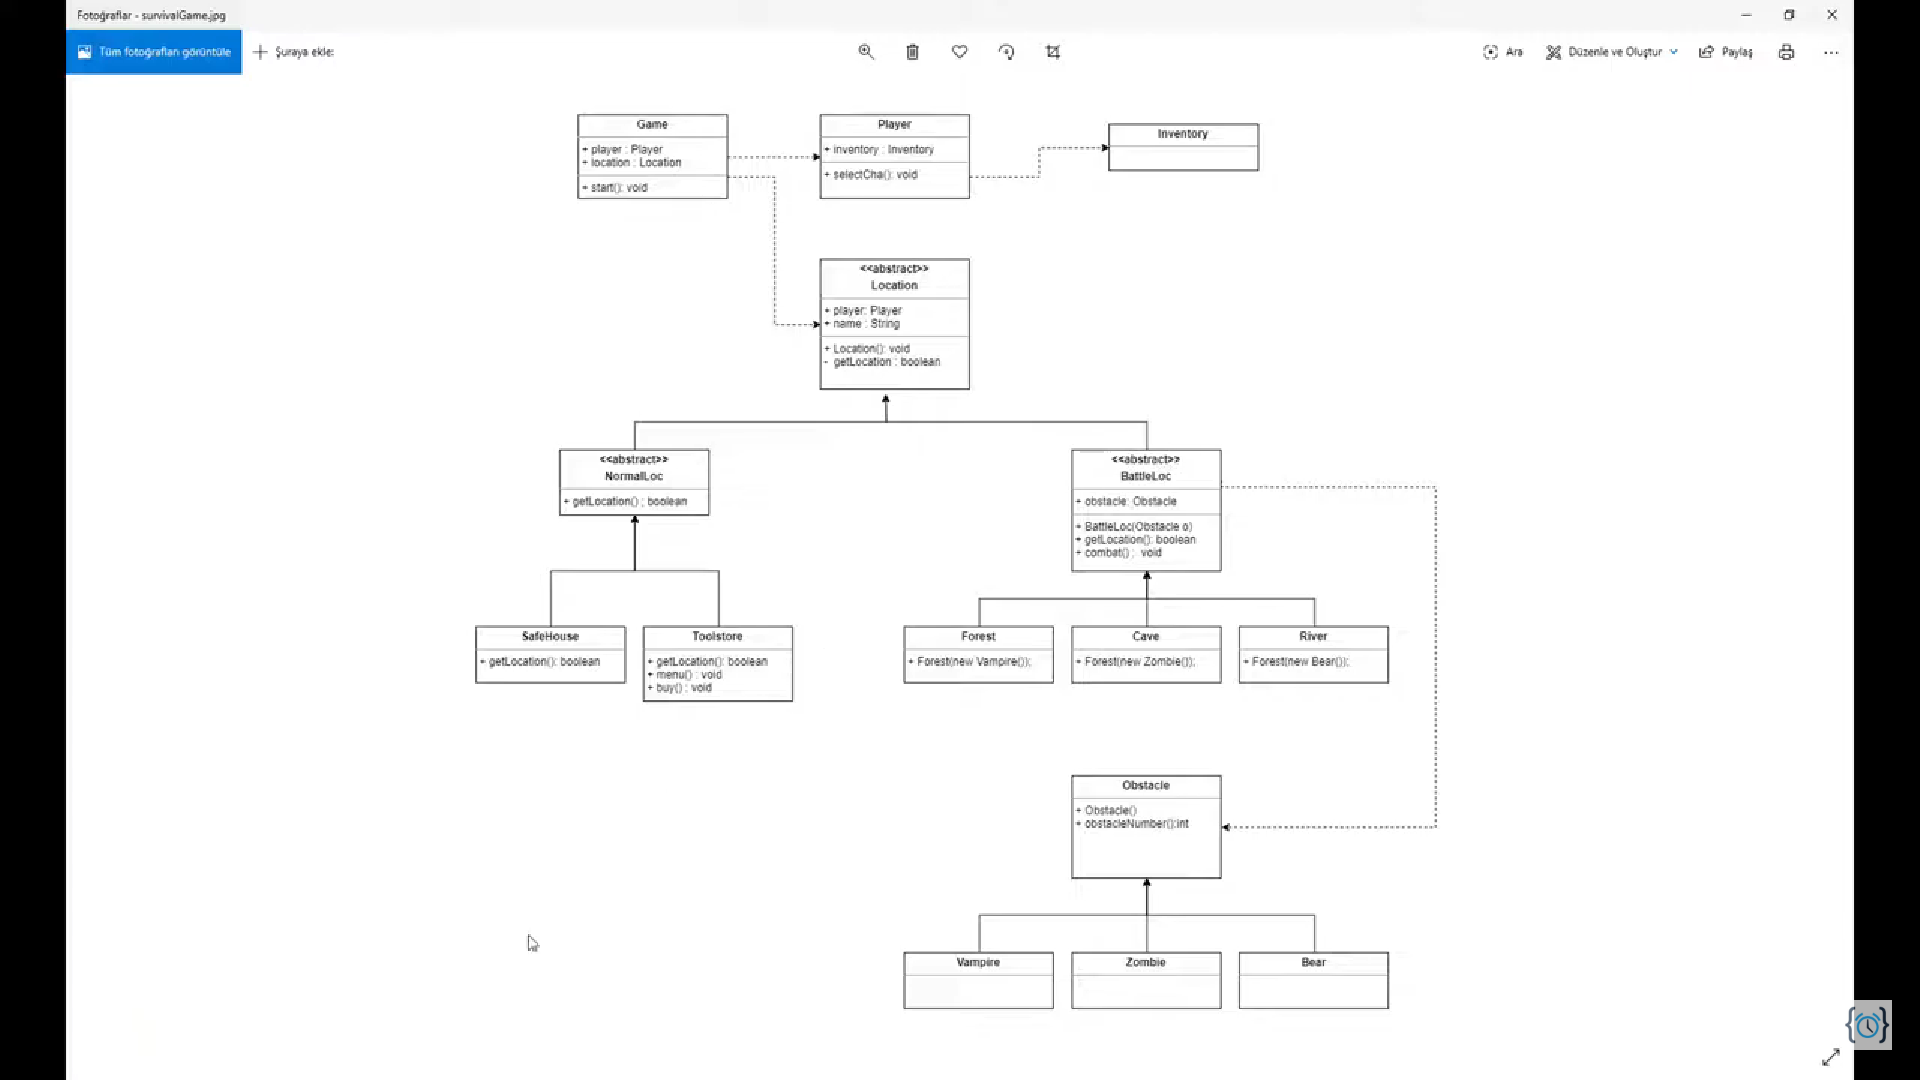 Fotoğraflar - survivalGame.jpg
Tüm fotoğrafları görüntüle
Şuraya ekle:
Ara
Düzenle ve Oluştur
Paylaş
Game
+ player : Player
+ location : Location
+ start(): void
Player
+ inventory : Inventory
+ selectCha(): void
Inventory
<<abstract>>
Location
+ player: Player
+ name : String
+ Location(): void
- getLocation : boolean
<<abstract>>
NormalLoc
+ getLocation() : boolean
<<abstract>>
BattleLoc
+ obstacle: Obstacle
+ BattleLoc(Obstacle o)
+ getLocation(): boolean
+ combat() : void
SafeHouse
+ getLocation(): boolean
Toolstore
+ getLocation(): boolean
+ menu() : void
+ buy() : void
Forest
+ Forest(new Vampire());
Cave
+ Forest(new Zombie());
River
+ Forest(new Bear());
Obstacle
+ Obstacle()
+ obstacleNumber():int
Vampire
Zombie
Bear